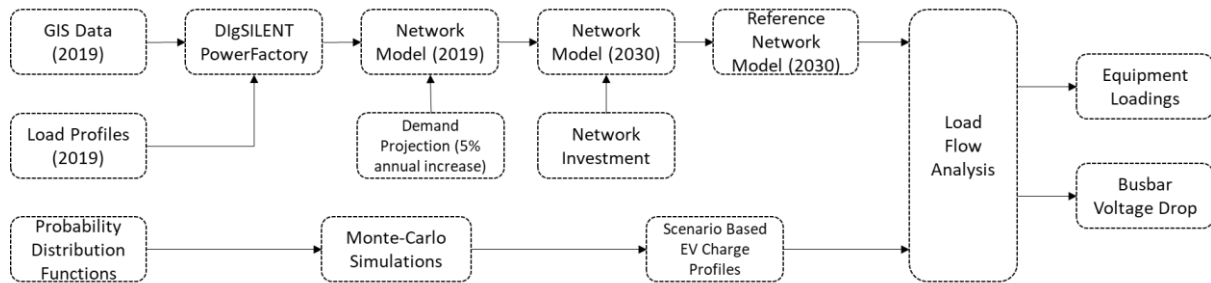 GIS Data
(2019)
DIgSILENT
PowerFactory
Network
Model (2019)
Network
Model (2030)
Reference
Network
Model (2030)
Load Profiles
(2019)
Demand
Projection (5%
annual increase)
Network
Investment
Load
Flow
Analysis
Equipment
Loadings
Busbar
Voltage Drop
Probability
Distribution
Functions
Monte-Carlo
Simulations
Scenario Based
EV Charge
Profiles